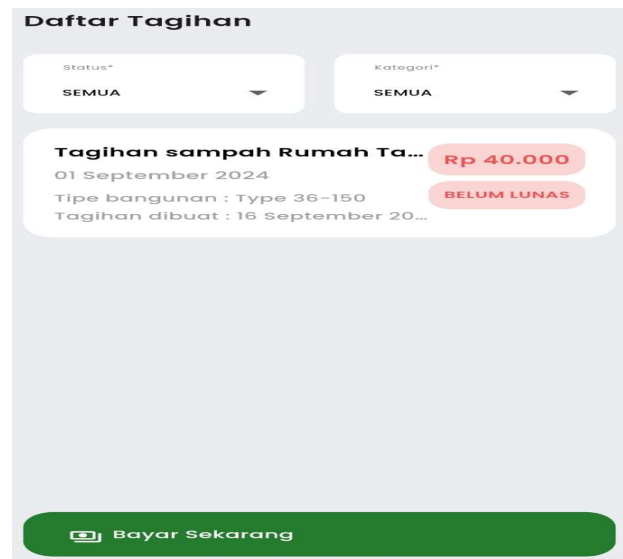 Daftar Tagihan
Status* Kategori*
SEMUA SEMUA
Tagihan sampah Rumah Ta... Rp 40.000
01 September 2024
Tipe bangunan : Type 36-150 BELUM LUNAS
Tagihan dibuat : 16 September 20...
Bayar Sekarang